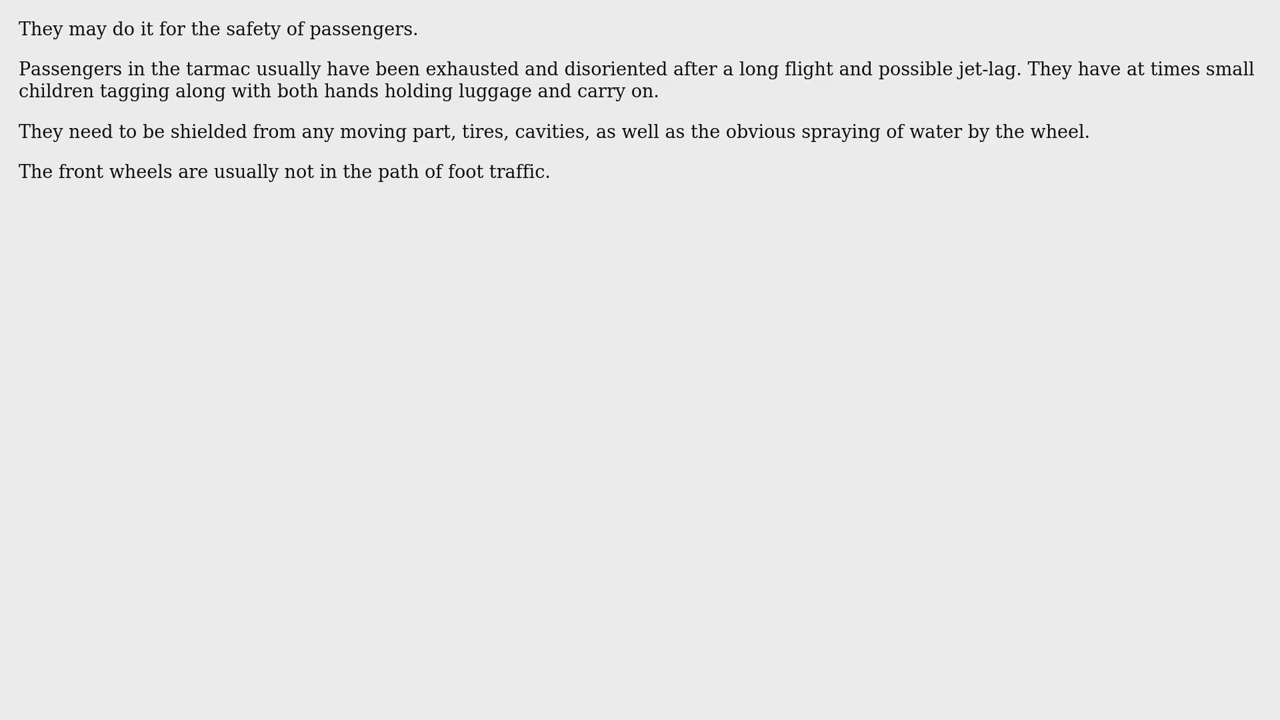 They may do it for the safety of passengers.
Passengers in the tarmac usually have been exhausted and disoriented after a long flight and possible jet-lag. They have at times small
children tagging along with both hands holding luggage and carry on.
They need to be shielded from any moving part, tires, cavities, as well as the obvious spraying of water by the wheel.
The front wheels are usually not in the path of foot traffic.